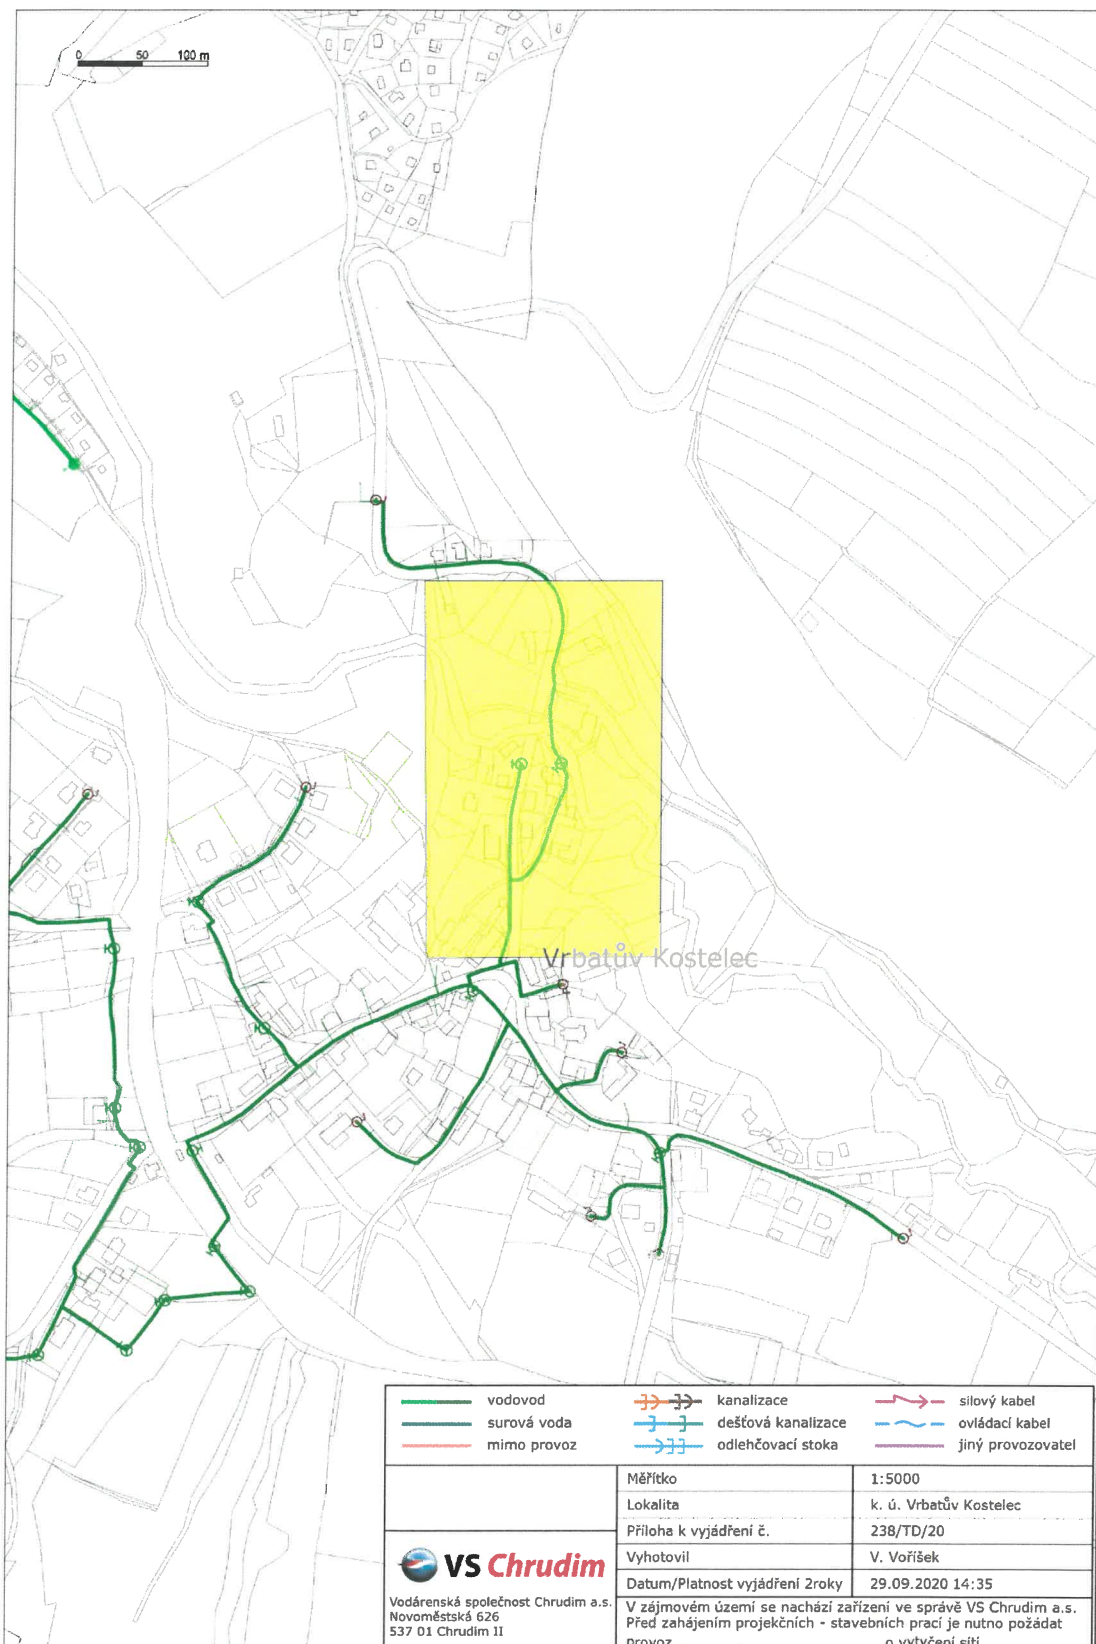 0 50 100 m
Vrbatův Kostelec
vodovod
surová voda
mimo provoz
kanalizace
dešťová kanalizace
odlehčovací stoka
silový kabel
ovládací kabel
jiný provozovatel
Měřítko 1:5000
Lokalita k. ú. Vrbatův Kostelec
Příloha k vyjádření č. 238/TD/20
Vyhotovil V. Voříšek
Datum/Platnost vyjádření 2roky 29.09.2020 14:35
VS Chrudim
Vodárenská společnost Chrudim a.s.
Novoměstská 626
537 01 Chrudim II
V zájmovém území se nachází zařízení ve správě VS Chrudim a.s.
Před zahájením projekčních - stavebních prací je nutno požádat
provoz o vytyčení sítí